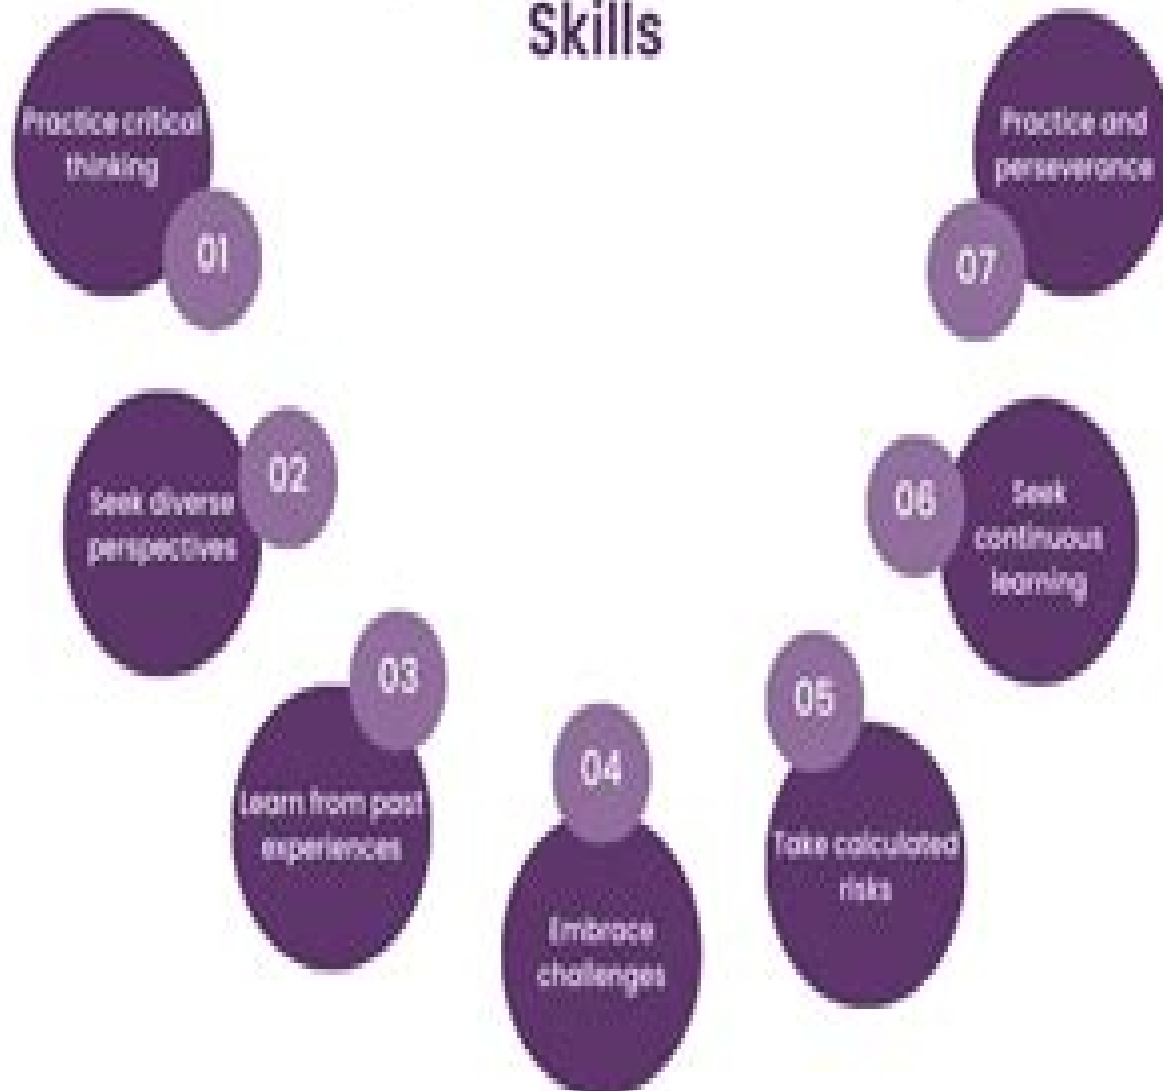 Skills
Practice critical
thinking
01
Seek diverse
perspectives
02
03
Learn from past
experiences
04
Embrace
challenges
05
Take calculated
risks
06
Seek
continuous
learning
07
Practice and
perseverance